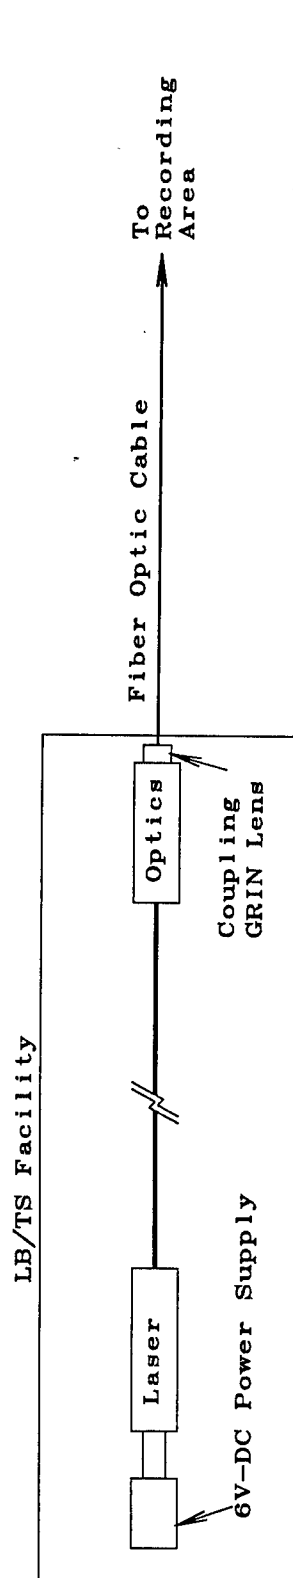 LB/TS Facility
6V-DC Power Supply
Laser
Optics
Coupling
GRIN Lens
Fiber Optic Cable
To
Recording
Area